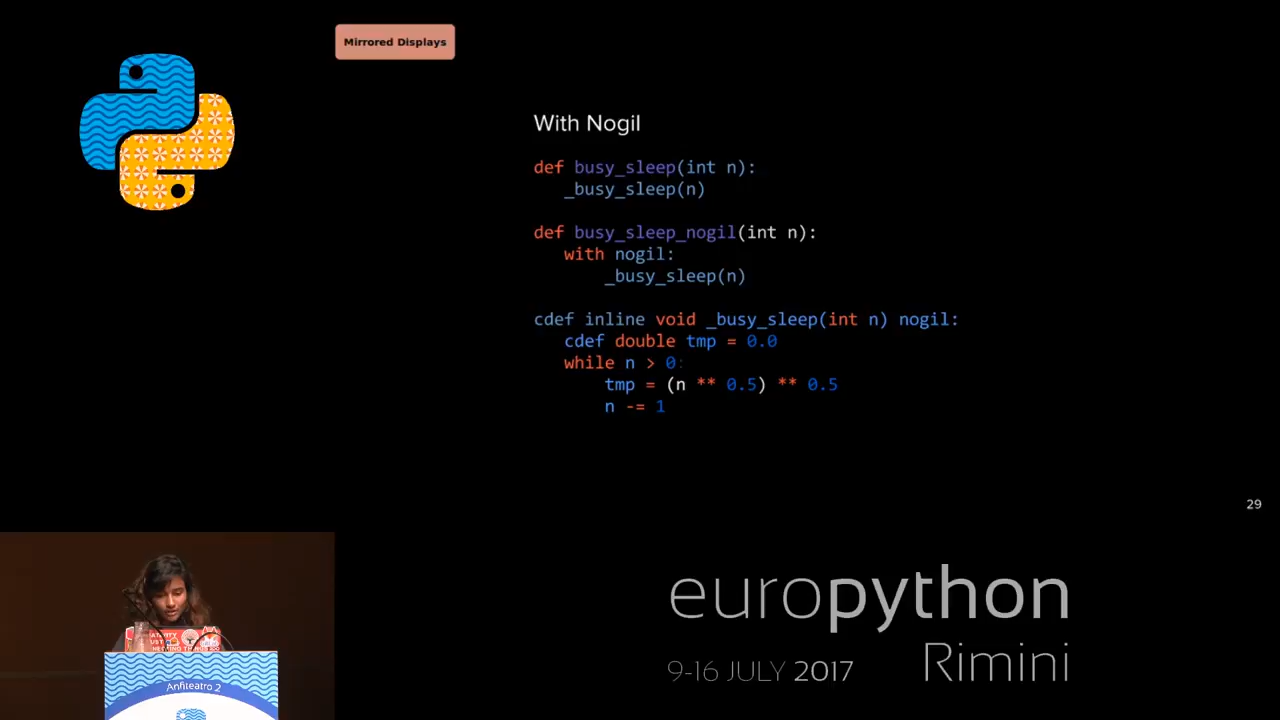 Mirrored Displays
With Nogil
def busy_sleep(int n):
_busy_sleep(n)
def busy_sleep_nogil(int n):
with nogil:
_busy_sleep(n)
cdef inline void _busy_sleep(int n) nogil:
cdef double tmp = 0.0
while n > 0:
tmp = (n ** 0.5) ** 0.5
n -= 1
29
europython
Rimini
9-16 JULY 2017
Anfiteatro 2